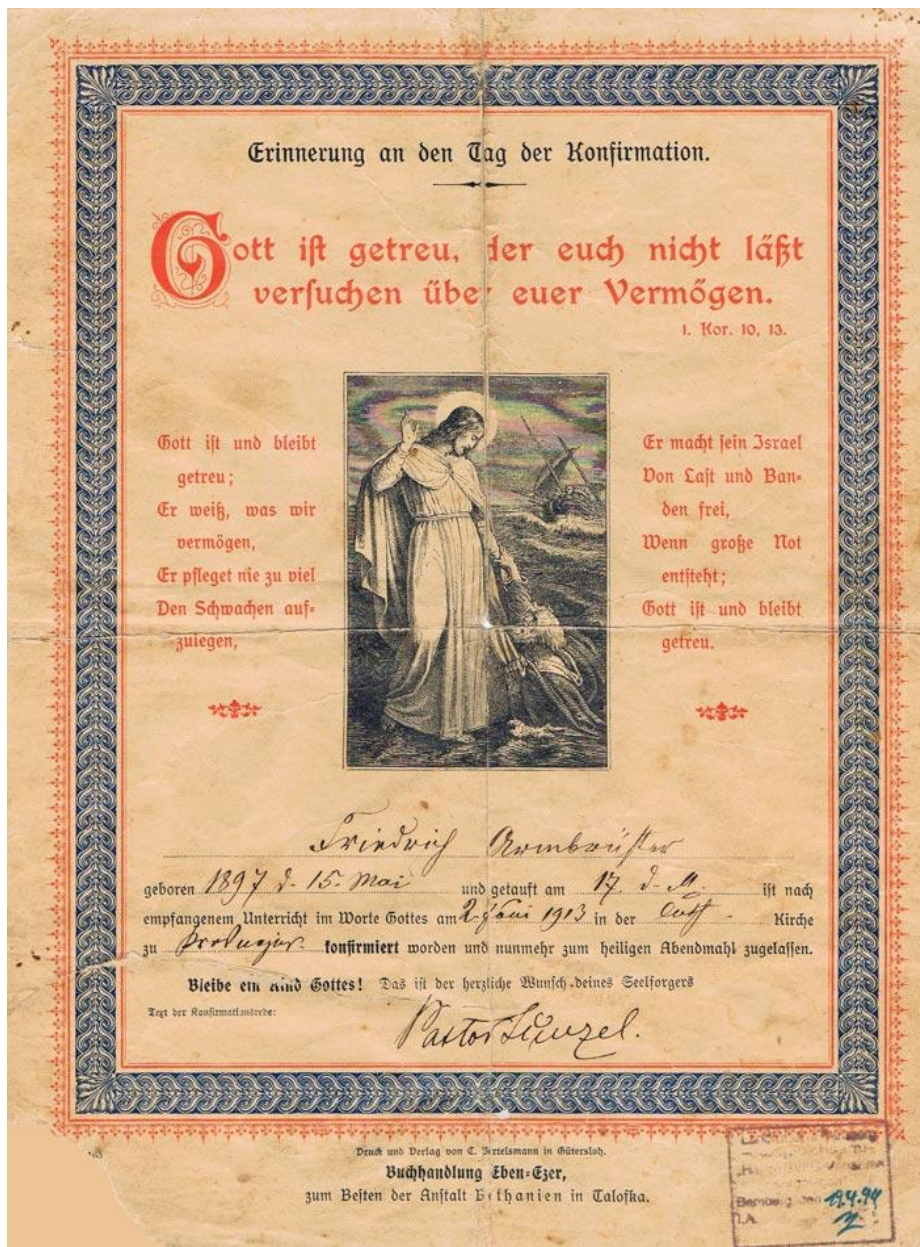 Erinnerung an den Tag der Konfirmation.
Gott ist getreu, der euch nicht läßt
versuchen über euer Vermögen.
1. Kor. 10, 13.
Gott ist und bleibt
getreu;
Er weiß, was wir
vermögen,
Er pfleget nie zu viel
Den Schwachen auf-
zulegen,
Er macht sein Israel
Von Last und Ban-
den frei,
Wenn große Not
entsteht;
Gott ist und bleibt
getreu.
Friedrich Armbrüster
geboren 1897 d. 15. Mai und getauft am 17. d. M. ist nach
empfangenem Unterricht im Worte Gottes am 2. Juni 1913 in der Kirche
zu konfirmiert worden und nunmehr zum heiligen Abendmahl zugelassen.
Bleibe ein Kind Gottes! Das ist der herzliche Wunsch deines Seelsorgers
Text der Konfirmationsrede:
Pastor
Druck und Verlag von C. Bertelsmann in Gütersloh.
Buchhandlung Eben-Ezer,
zum Besten der Anstalt Bethanien in Talofka.
den 19.4.94
I.A.